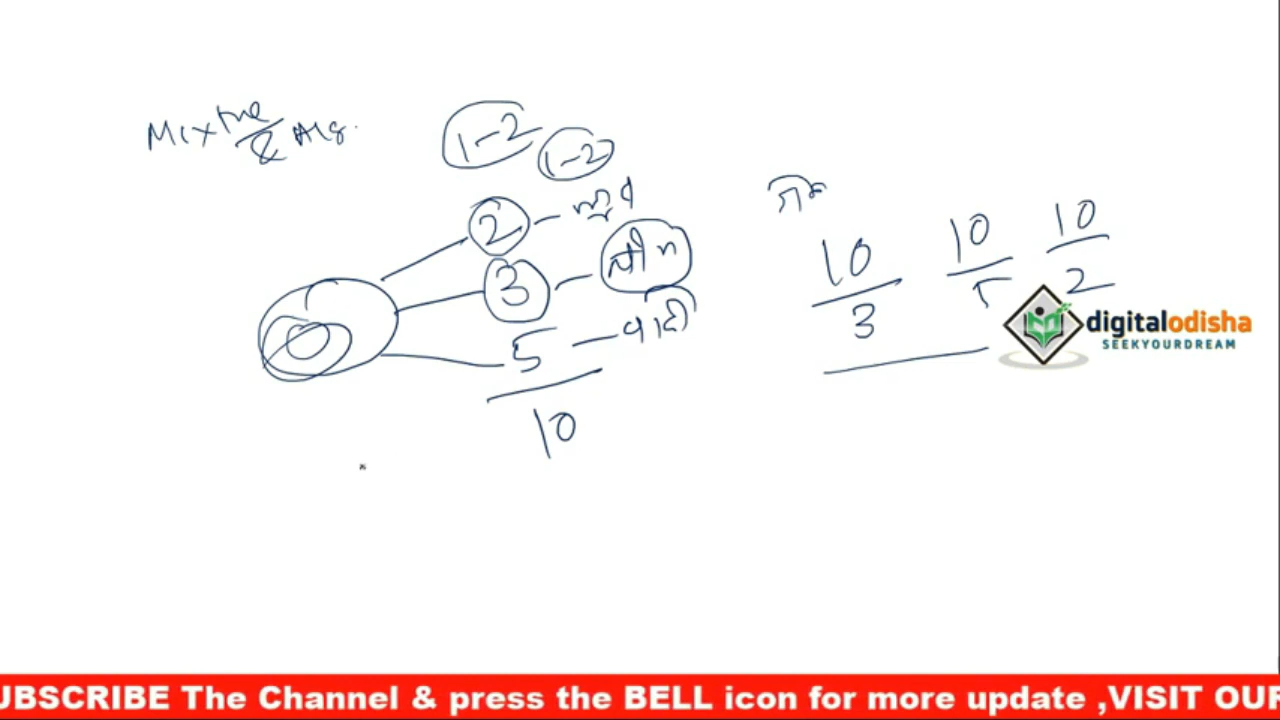 Mixture & Alg.
1-2
1-2
2 -
3 - चीन
5 - पानी
10
10/3 10/5 10/2
digitalodisha
SEEKYOURDREAM
UBSCRIBE The Channel & press the BELL icon for more update ,VISIT OUR